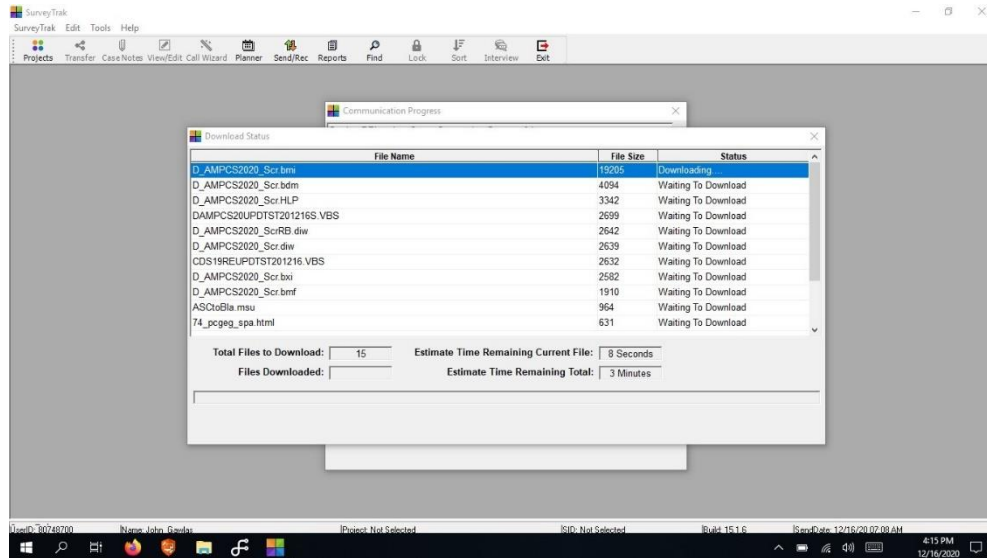 SurveyTrak
SurveyTrak Edit Tools Help
Projects Transfer Case Notes View/Edit Call Wizard Planner Send/Rec Reports Find Lock Sort Interview Exit
Communication Progress
Download Status
File Name File Size Status
D_AMPCS2020_Scr.bmi 19205 Downloading....
D_AMPCS2020_Scr.bdm 4094 Waiting To Download
D_AMPCS2020_Scr.HLP 3342 Waiting To Download
DAMPCS20UPDTST201216S.VBS 2699 Waiting To Download
D_AMPCS2020_ScrRB.diw 2642 Waiting To Download
D_AMPCS2020_Scr.diw 2639 Waiting To Download
CDS19REUPDTST201216.VBS 2632 Waiting To Download
D_AMPCS2020_Scr.bxi 2582 Waiting To Download
D_AMPCS2020_Scr.bmf 1910 Waiting To Download
ASCtoBla.msu 964 Waiting To Download
74_pcgeg_spa.html 631 Waiting To Download
Total Files to Download: 15 Estimate Time Remaining Current File: 8 Seconds
Files Downloaded: Estimate Time Remaining Total: 3 Minutes
UserID: 80748700 Name: John Gawlas Project: Not Selected SID: Not Selected Build: 15.1.6 SendDate: 12/16/20 07:08 AM
4:15 PM
12/16/2020